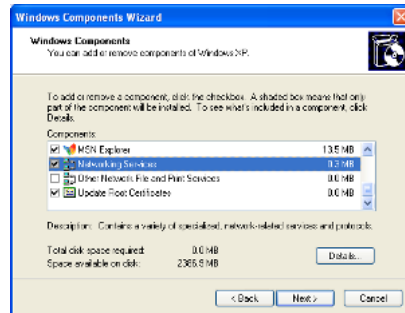 Windows Components Wizard
Windows Components
You can add or remove components of Windows XP.
To add or remove a component, click the checkbox. A shaded box means that only
part of the component will be installed. To see what's included in a component, click
Details.
Components:
MSN Explorer 13.5 MB
Networking Services 0.3 MB
Other Network File and Print Services 0.0 MB
Update Root Certificates 0.0 MB
Description: Contains a variety of specialized, network-related services and protocols.
Total disk space required: 0.0 MB
Space available on disk: 2386.9 MB
Details...
< Back
Next >
Cancel